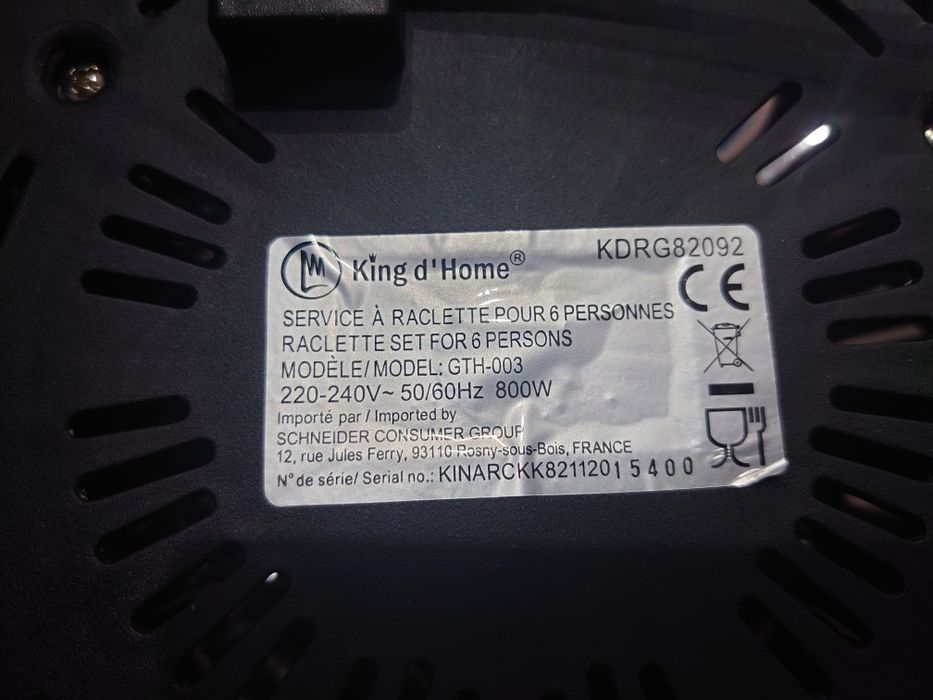 King d'Home®
KDRG82092
CE
SERVICE À RACLETTE POUR 6 PERSONNES
RACLETTE SET FOR 6 PERSONS
MODÈLE/ MODEL: GTH-003
220-240V~ 50/60Hz 800W
Importé par / Imported by
SCHNEIDER CONSUMER GROUP
12, rue Jules Ferry, 93110 Rosny-sous-Bois, FRANCE
N° de série/ Serial no.: KINARCKK82112015400